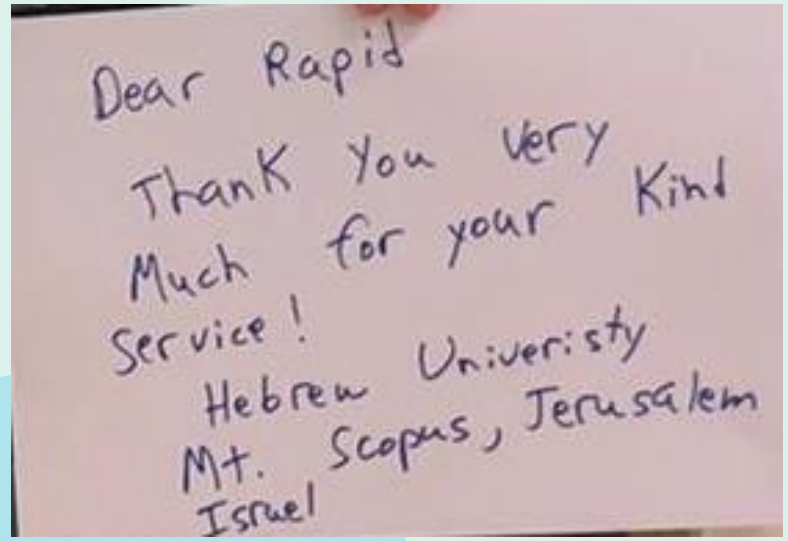 Dear Rapid
Thank You Very
Much for your Kind
Service!
Hebrew Univeristy
Mt. Scopus, Jerusalem
Israel